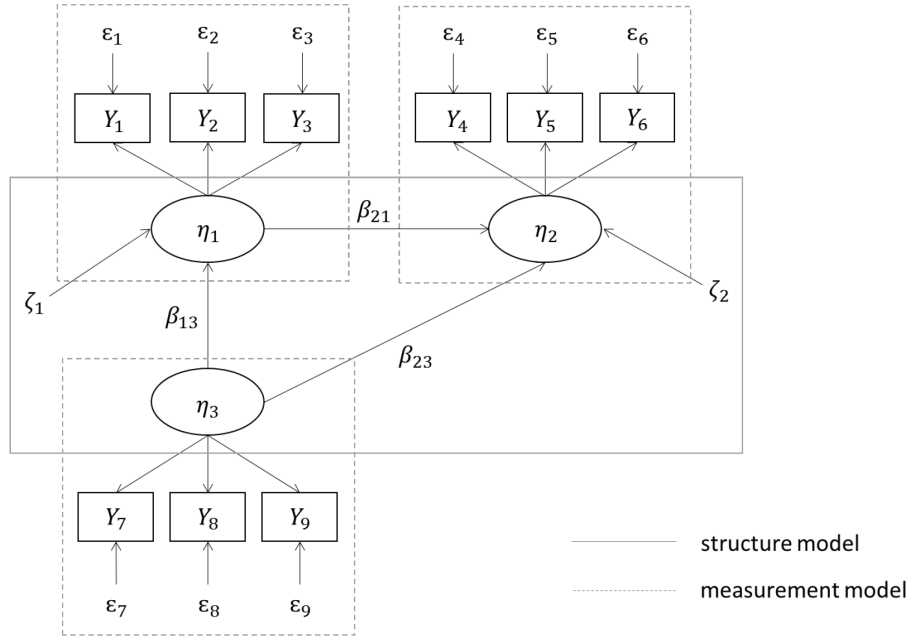 ε₁ ε₂ ε₃ ε₄ ε₅ ε₆
Y₁ Y₂ Y₃ Y₄ Y₅ Y₆
η₁ β₂₁ η₂
ζ₁ ζ₂
β₁₃
β₂₃
η₃
Y₇ Y₈ Y₉
structure model
measurement model
ε₇ ε₈ ε₉